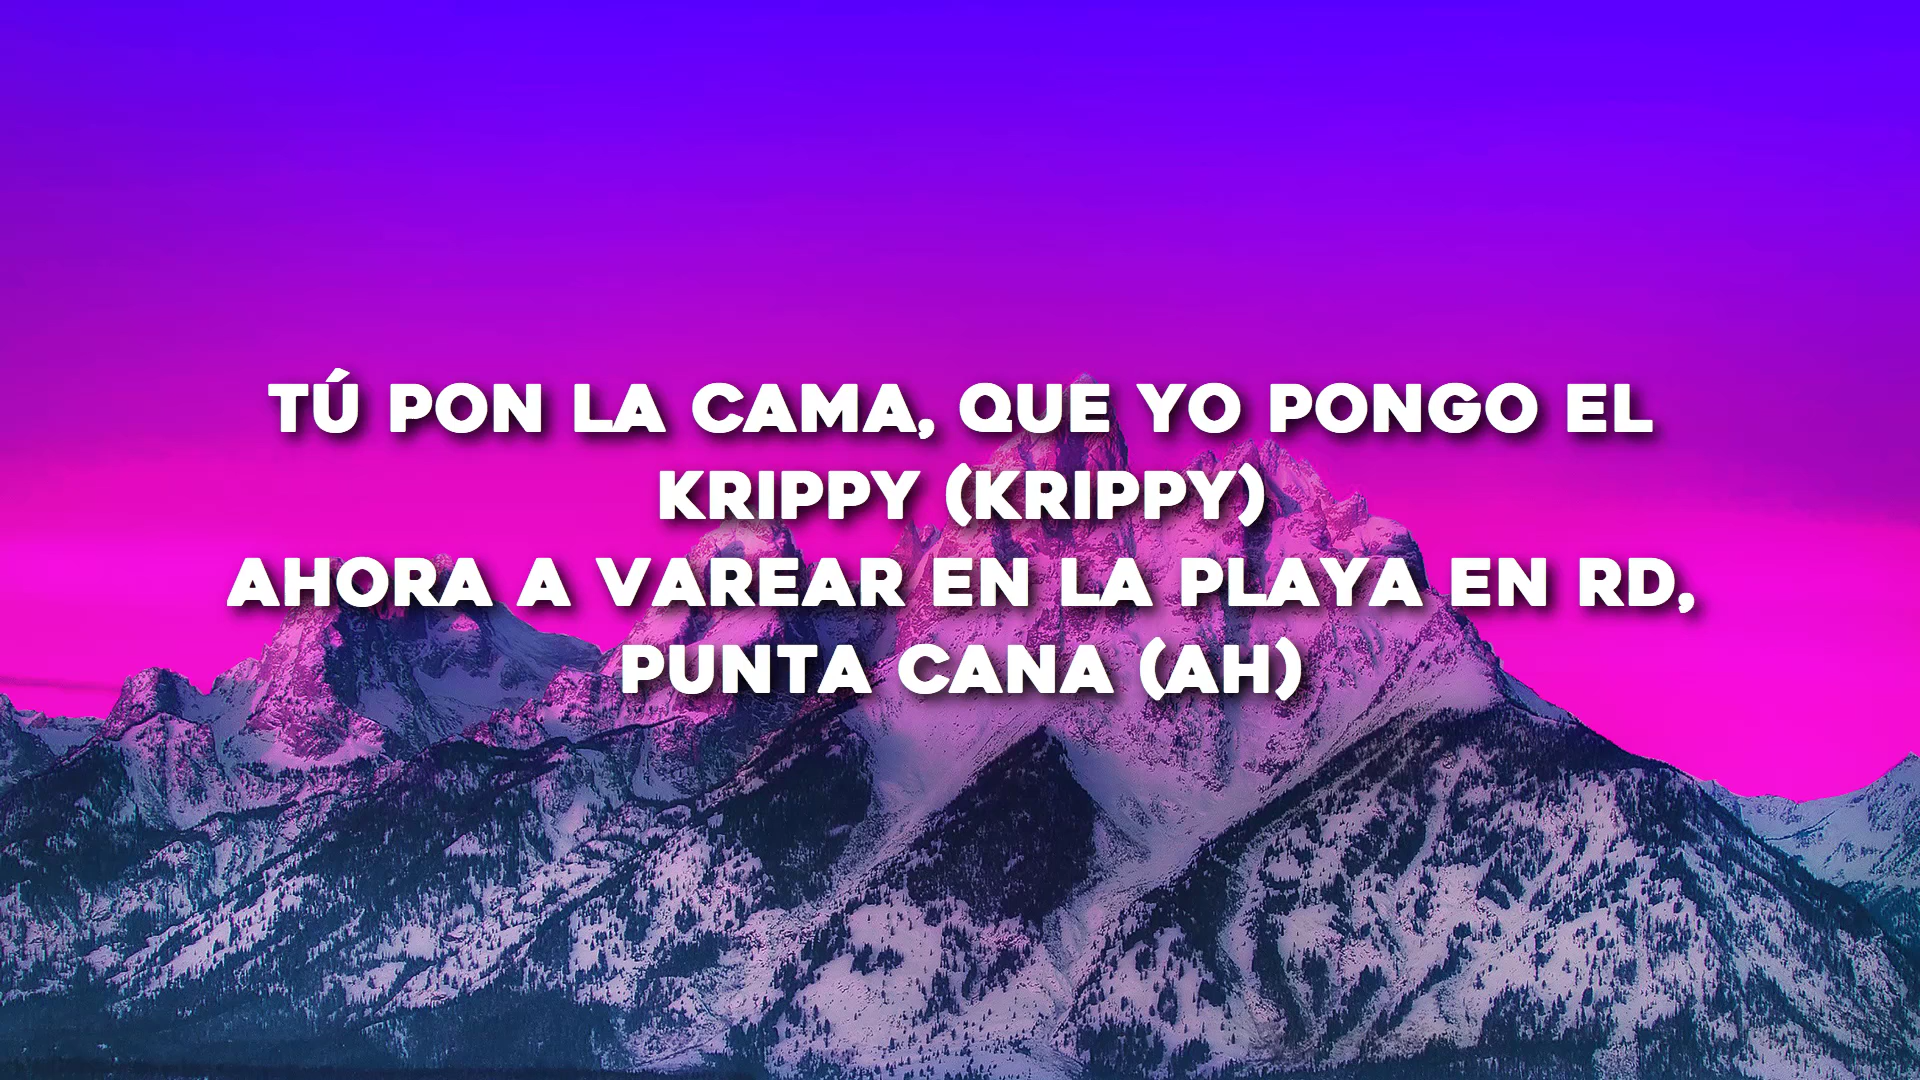 TÚ PON LA CAMA, QUE YO PONGO EL
KRIPPY (KRIPPY)
AHORA A VAREAR EN LA PLAYA EN RD,
PUNTA CANA (AH)